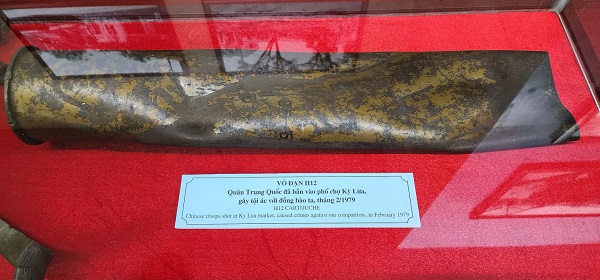 VỎ ĐẠN H12
Quân Trung Quốc đã bắn vào phố chợ Kỳ Lừa,
gây tội ác với đồng bào ta, tháng 2/1979
H12 CARTOUCHE
Chinese troops shot at Ky Lua market, caused crimes against our compatriots, in February 1979